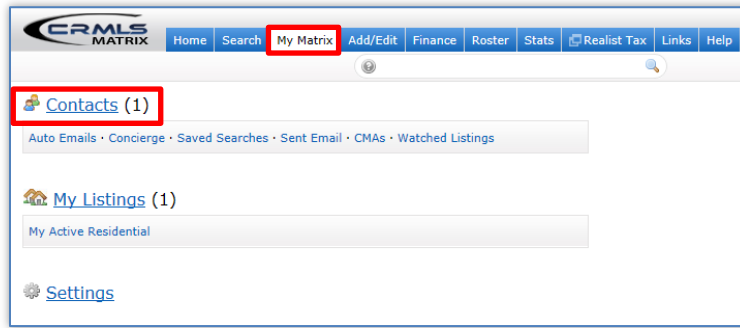 CRMLS
MATRIX
Home Search My Matrix Add/Edit Finance Roster Stats Realist Tax Links Help
Contacts (1)
Auto Emails · Concierge · Saved Searches · Sent Email · CMAs · Watched Listings
My Listings (1)
My Active Residential
Settings